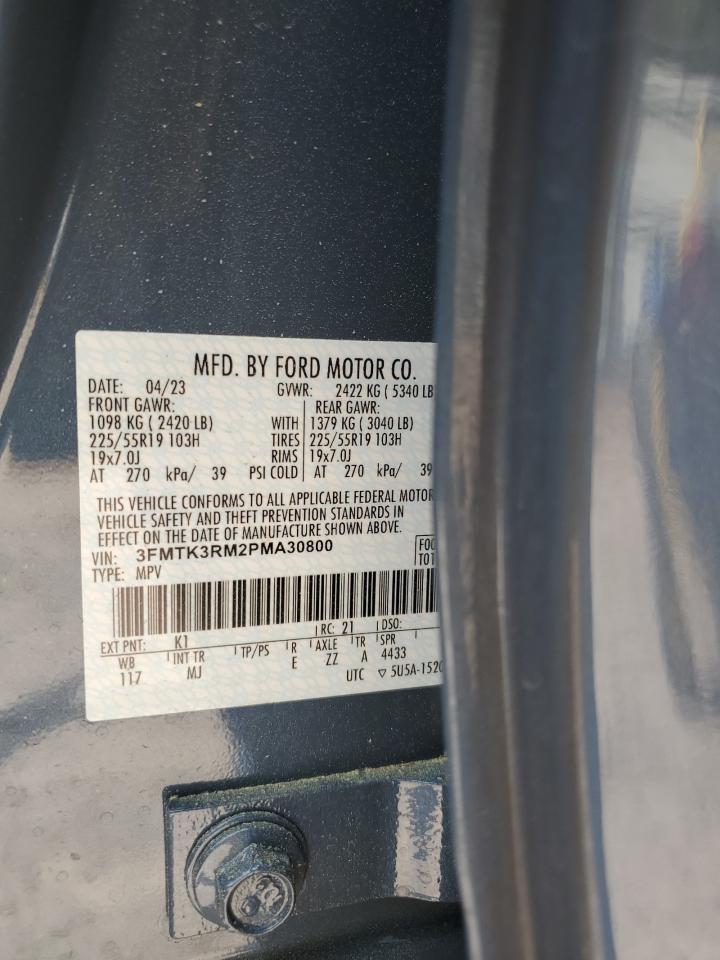 MFD. BY FORD MOTOR CO.
DATE: 04/23 GVWR: 2422 KG ( 5340 LB
FRONT GAWR: REAR GAWR:
1098 KG ( 2420 LB) WITH 1379 KG ( 3040 LB)
225/55R19 103H TIRES 225/55R19 103H
19x7.0J RIMS 19x7.0J
AT 270 kPa/ 39 PSI COLD AT 270 kPa/ 39
THIS VEHICLE CONFORMS TO ALL APPLICABLE FEDERAL MOTOR
VEHICLE SAFETY AND THEFT PREVENTION STANDARDS IN
EFFECT ON THE DATE OF MANUFACTURE SHOWN ABOVE.
VIN: 3FMTK3RM2PMA30800
TYPE: MPV
EXT PNT: K1 RC: 21 DSO:
WB INT TR TP/PS R AXLE TR SPR
117 MJ E ZZ A 4433
UTC ▽ 5U5A-1520